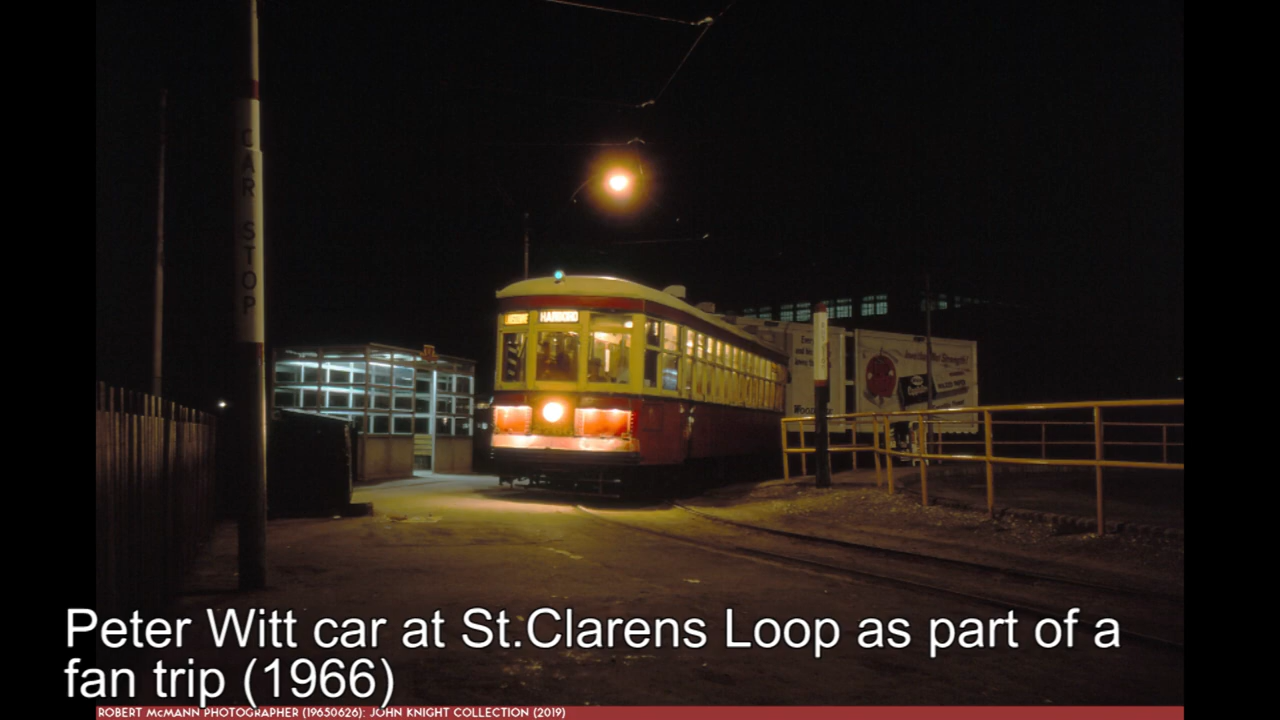 CAR STOP
HARBORD
Peter Witt car at St.Clarens Loop as part of a
fan trip (1966)
ROBERT McMANN PHOTOGRAPHER (19650626): JOHN KNIGHT COLLECTION (2019)